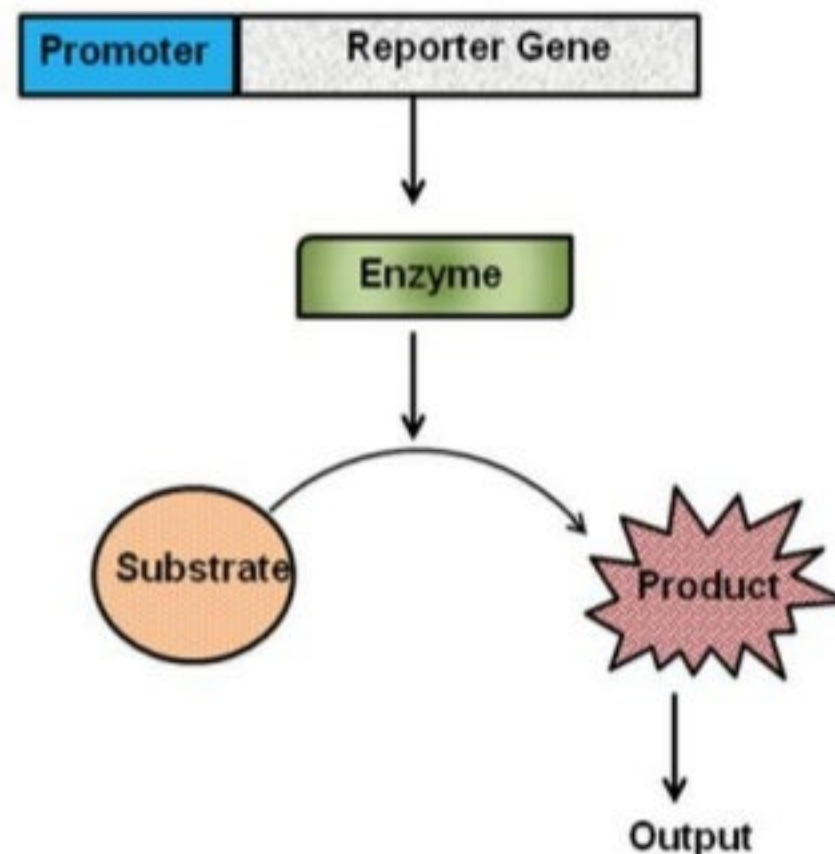 Promoter
Reporter Gene
Enzyme
Substrate
Product
Output